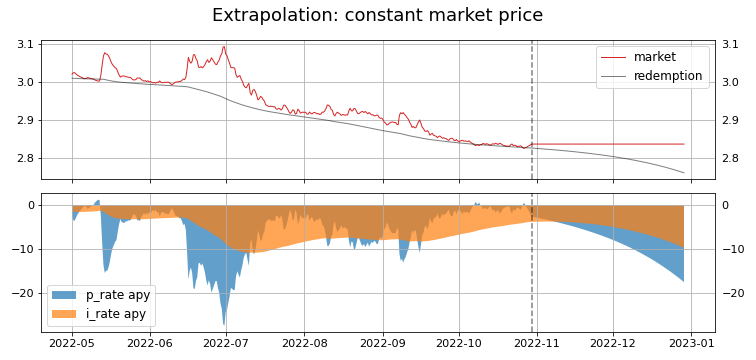 Extrapolation: constant market price
3.1 3.1
market
3.0 redemption 3.0
2.9 2.9
2.8 2.8
0 0
−10 −10
p_rate apy
−20 i_rate apy −20
2022-05 2022-06 2022-07 2022-08 2022-09 2022-10 2022-11 2022-12 2023-01